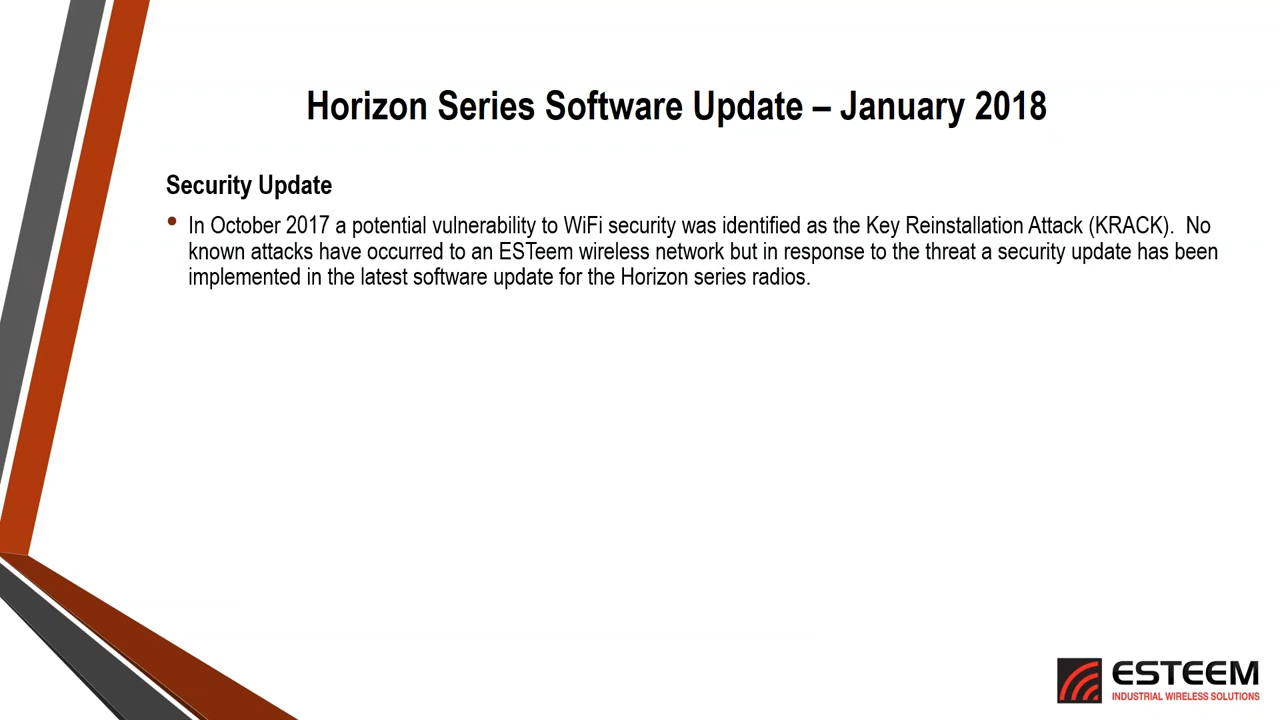 Horizon Series Software Update – January 2018
Security Update
• In October 2017 a potential vulnerability to WiFi security was identified as the Key Reinstallation Attack (KRACK).  No
known attacks have occurred to an ESTeem wireless network but in response to the threat a security update has been
implemented in the latest software update for the Horizon series radios.
ESTEEM
INDUSTRIAL WIRELESS SOLUTIONS